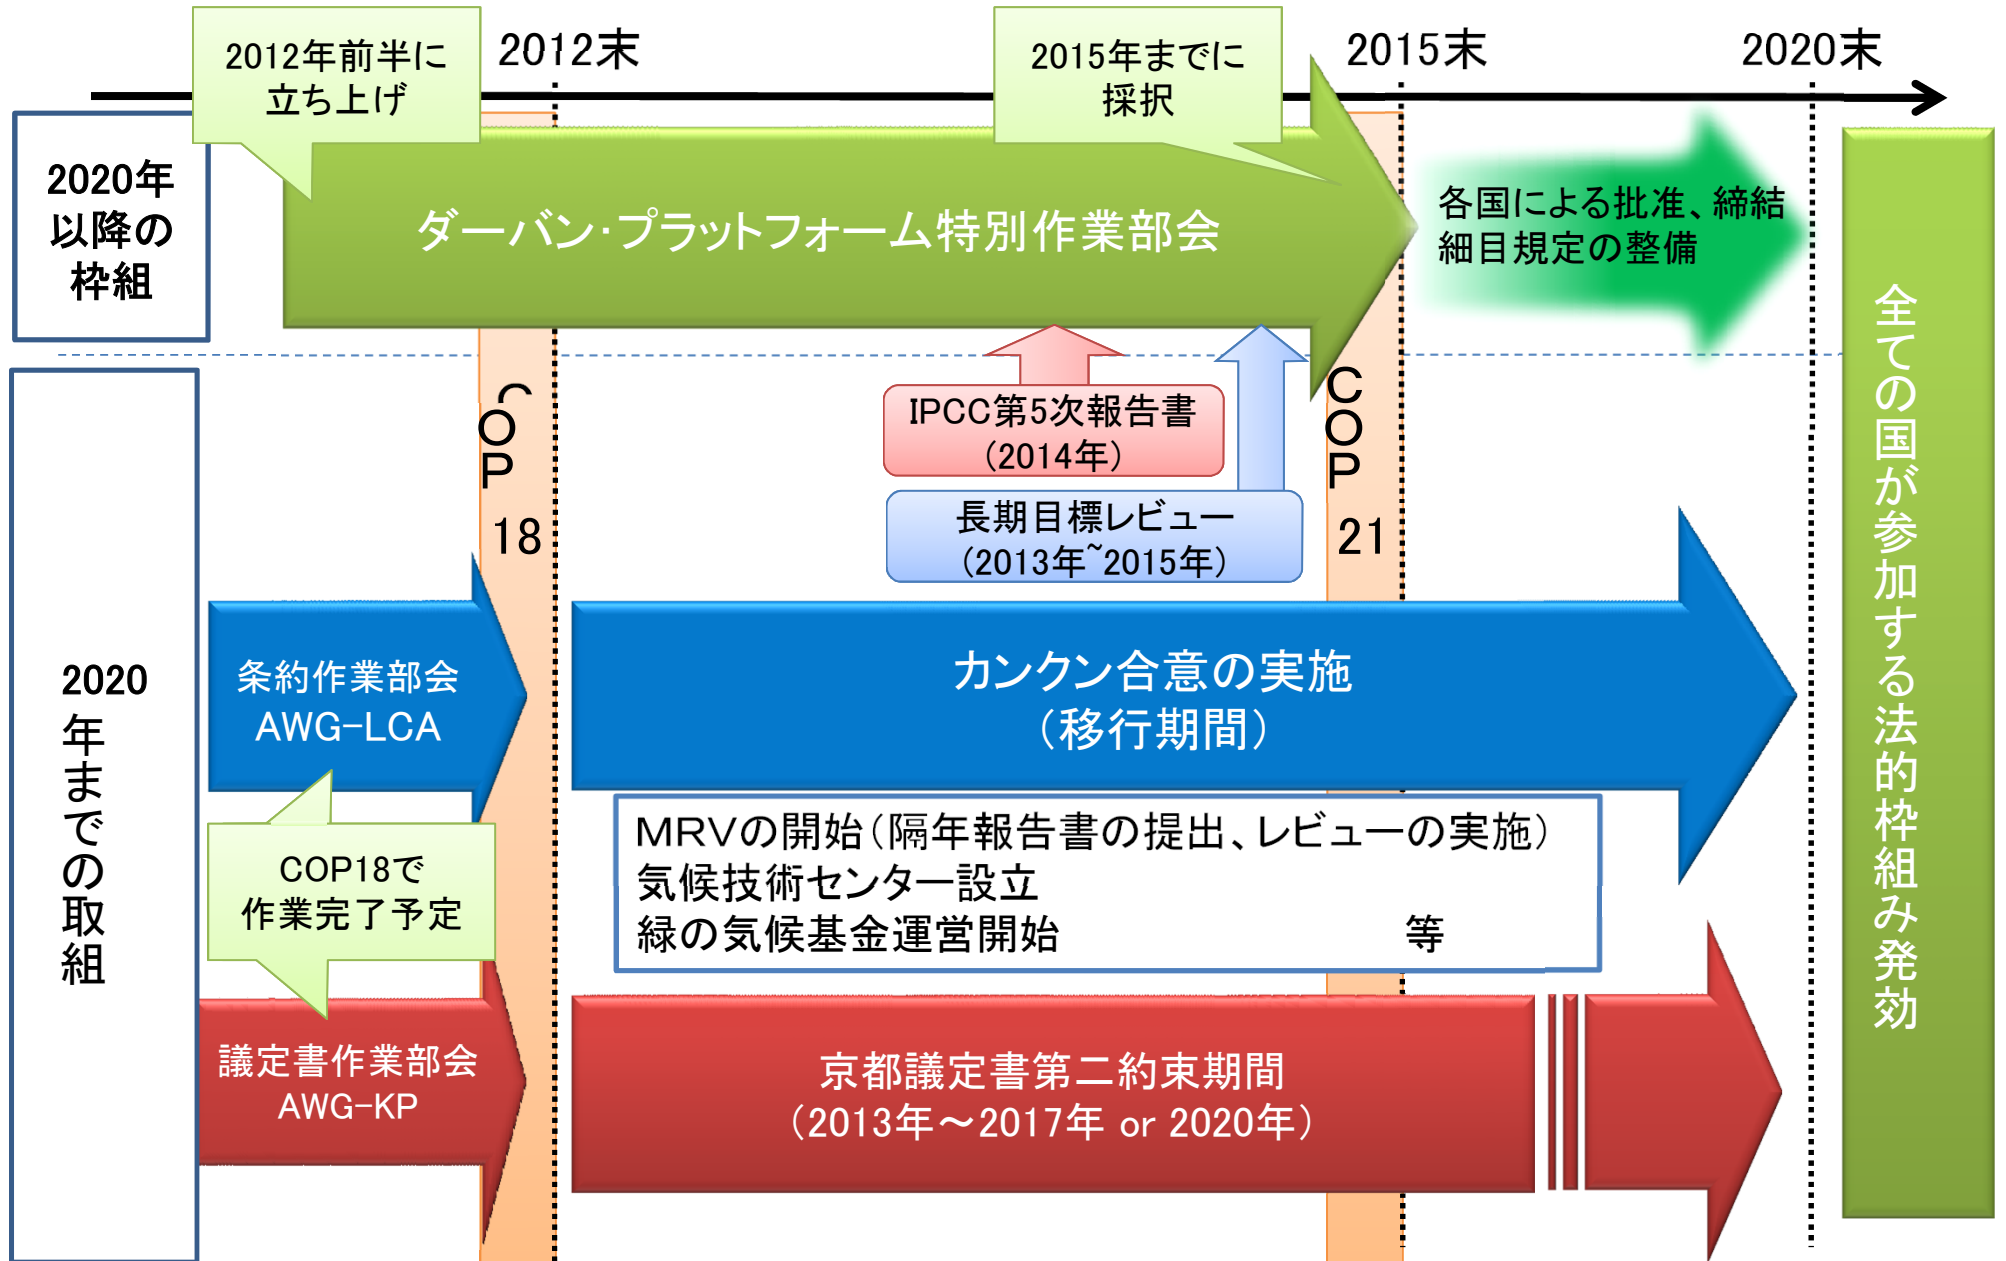 2012年前半に
立ち上げ
2012末
2015年までに
採択
2015末
2020末
2020年
以降の
枠組
ダーバン・プラットフォーム特別作業部会
各国による批准、締結
細目規定の整備
全ての国が参加する法的枠組み発効
COP
18
IPCC第5次報告書
(2014年)
長期目標レビュー
(2013年~2015年)
COP
21
2020
年までの取組
条約作業部会
AWG-LCA
カンクン合意の実施
(移行期間)
COP18で
作業完了予定
MRVの開始(隔年報告書の提出、レビューの実施)
気候技術センター設立
緑の気候基金運営開始 等
議定書作業部会
AWG-KP
京都議定書第二約束期間
(2013年～2017年 or 2020年)